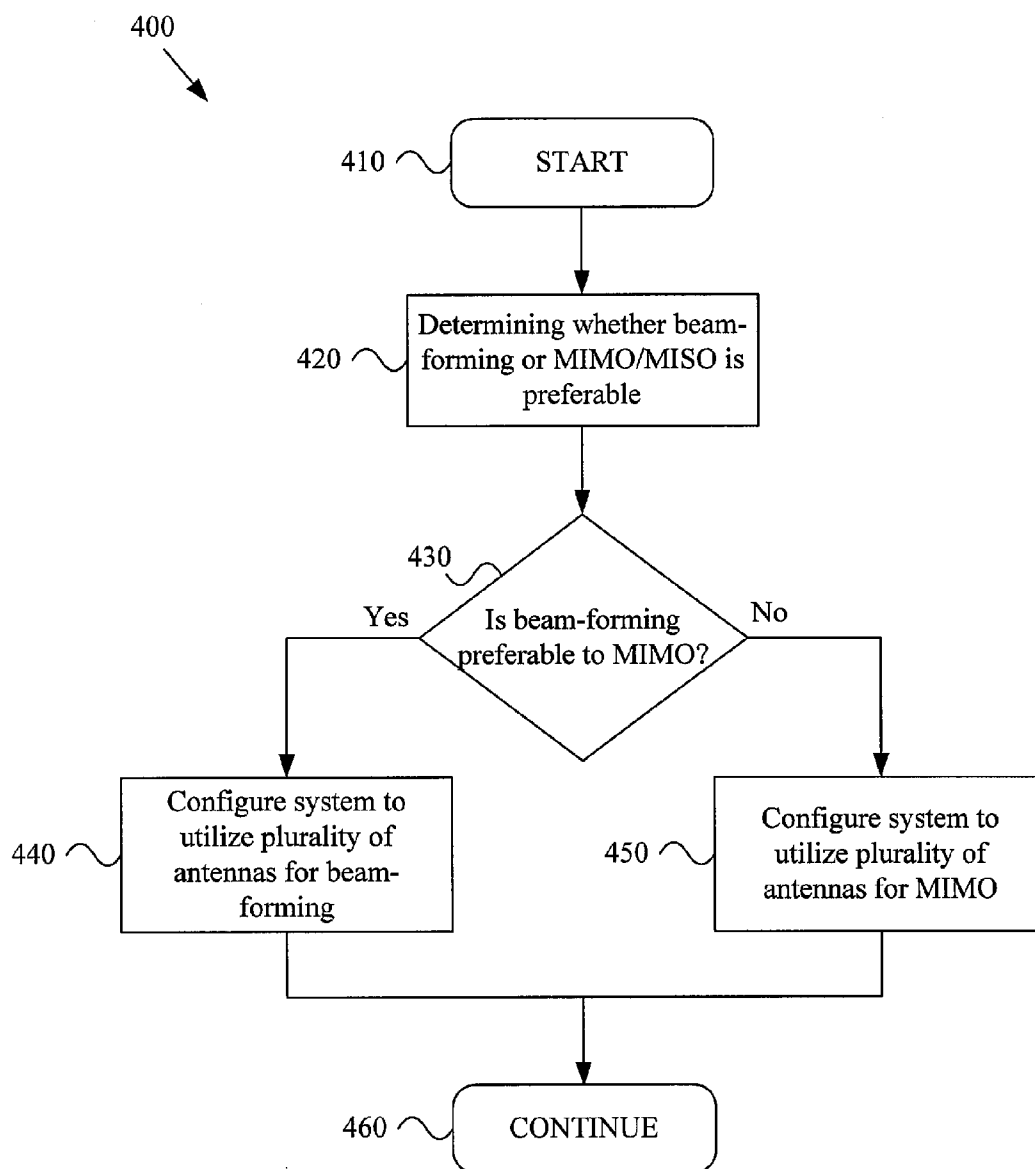 400
410
START
420
Determining whether beam-
forming or MIMO/MISO is
preferable
430
Is beam-forming
preferable to MIMO?
Yes
No
440
Configure system to
utilize plurality of
antennas for beam-
forming
450
Configure system to
utilize plurality of
antennas for MIMO
460
CONTINUE